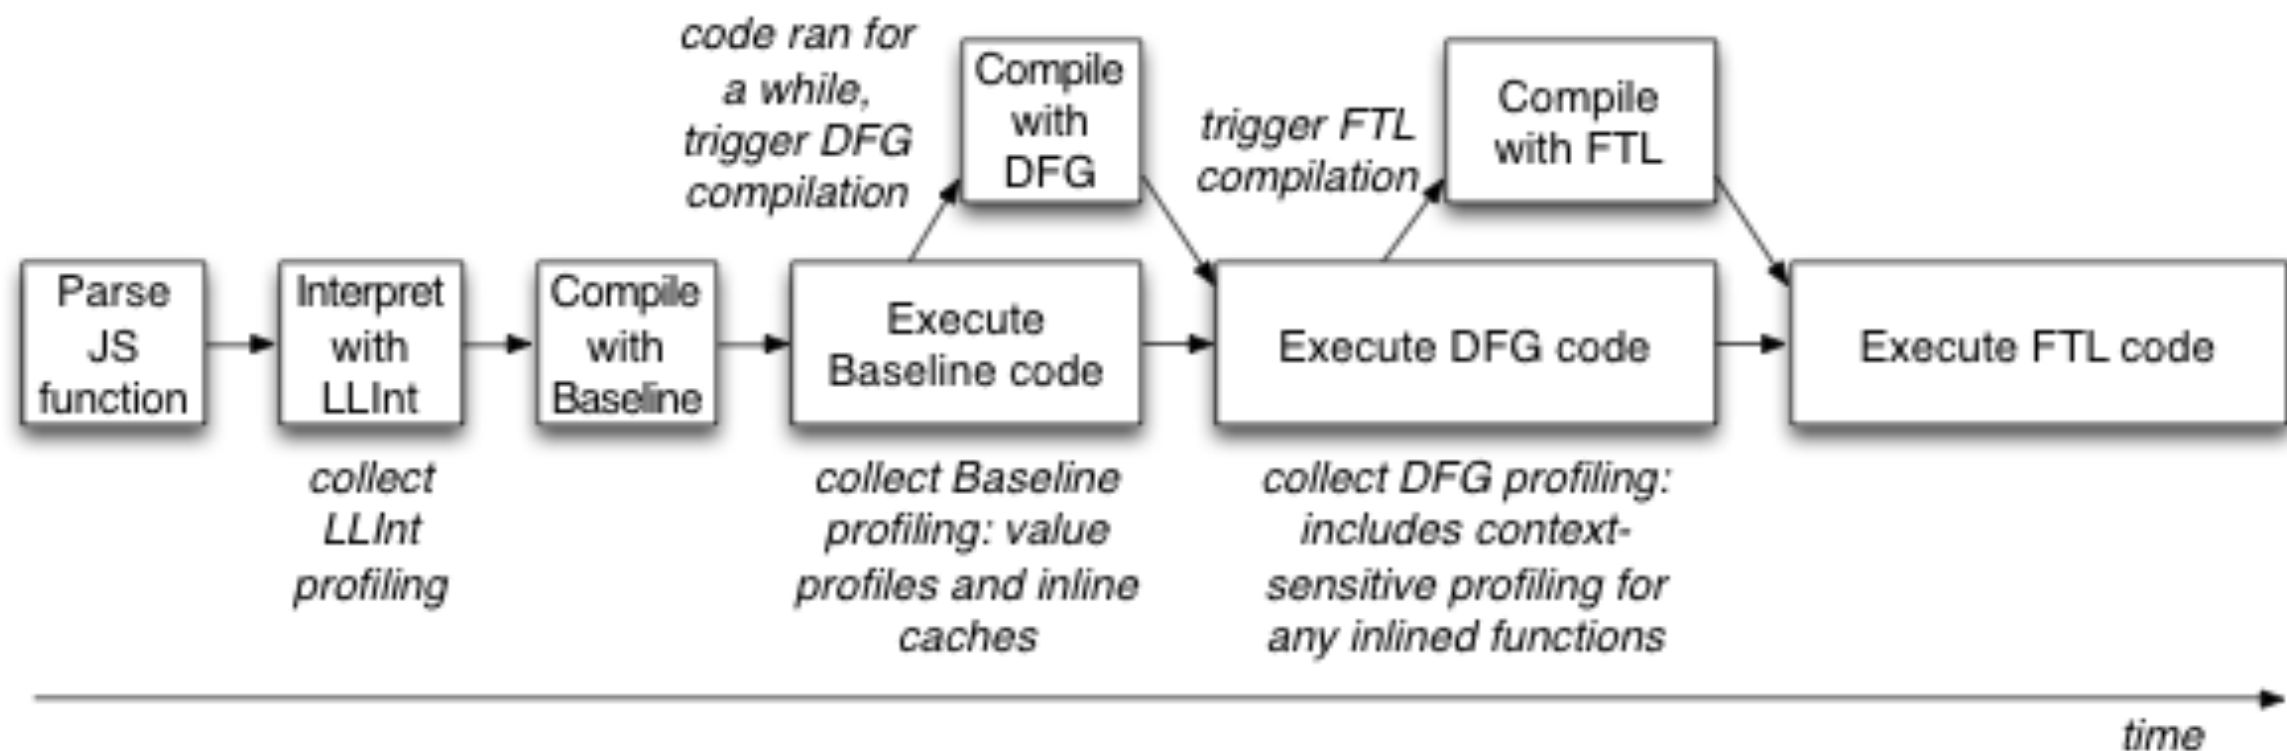 code ran for
a while,
trigger DFG
compilation
Compile
with
DFG
trigger FTL
compilation
Compile
with FTL
Parse
JS
function
Interpret
with
LLInt
Compile
with
Baseline
Execute
Baseline code
Execute DFG code
Execute FTL code
collect
LLInt
profiling
collect Baseline
profiling: value
profiles and inline
caches
collect DFG profiling:
includes context-
sensitive profiling for
any inlined functions
time